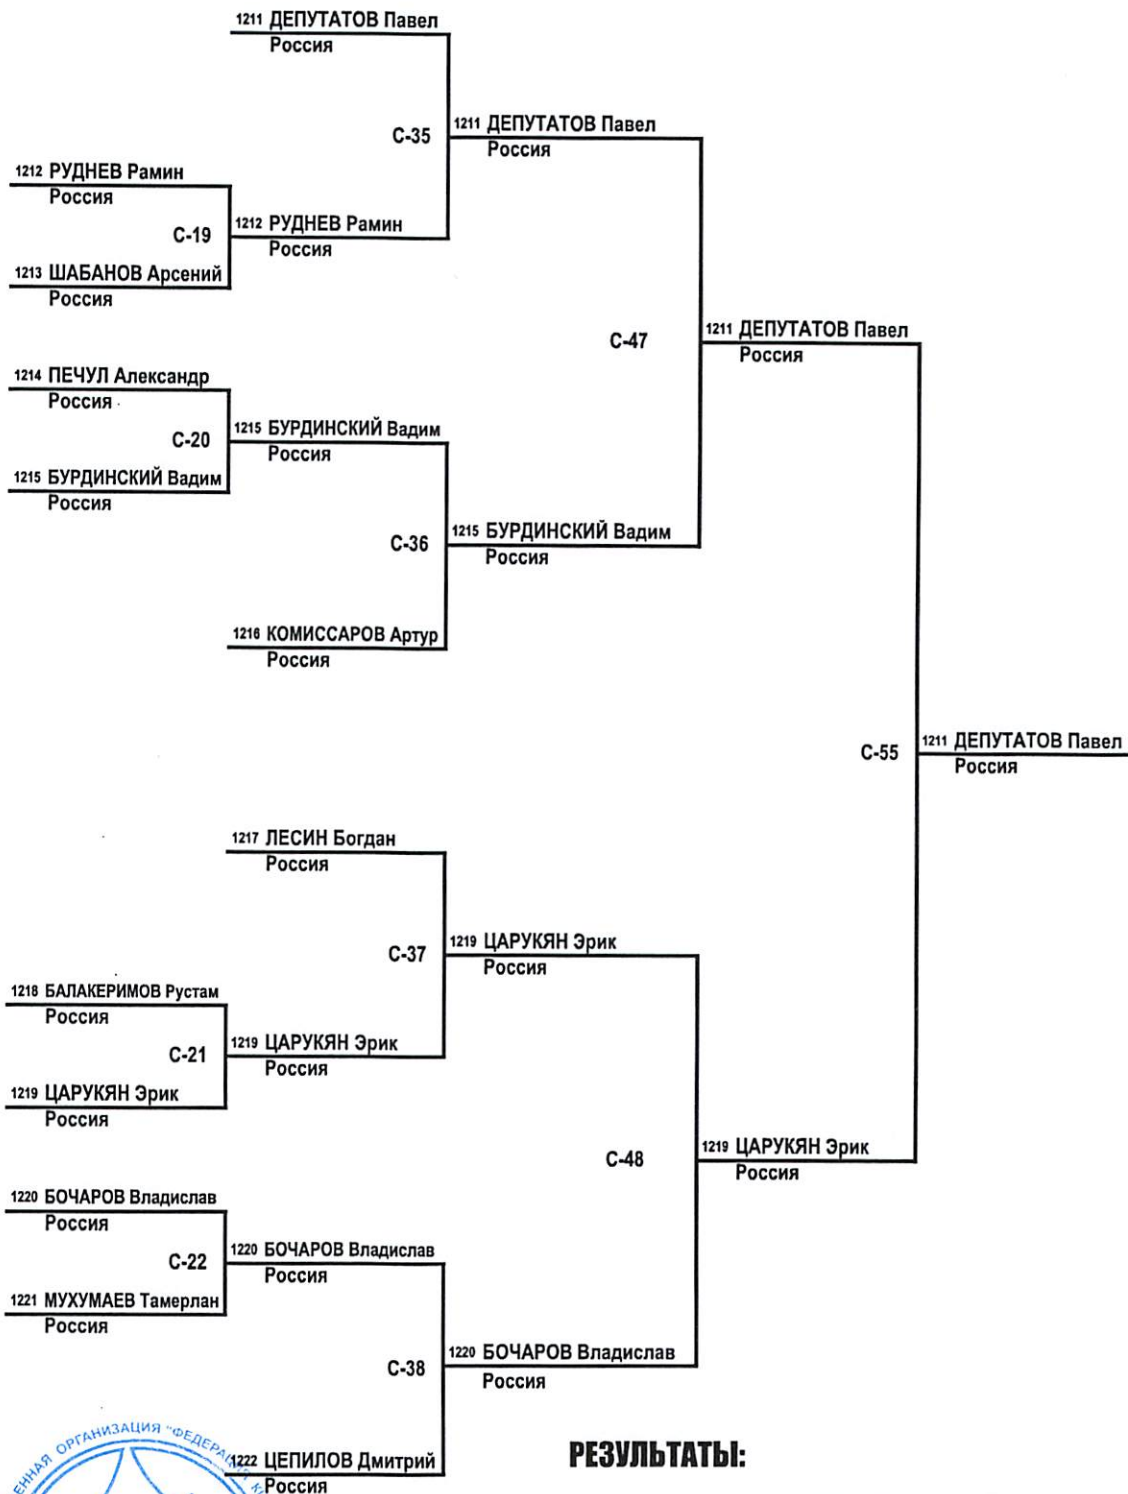 1211 ДЕПУТАТОВ Павел
Россия
С-35
1211 ДЕПУТАТОВ Павел
Россия
1212 РУДНЕВ Рамин
Россия
С-19
1212 РУДНЕВ Рамин
Россия
1213 ШАБАНОВ Арсений
Россия
С-47
1211 ДЕПУТАТОВ Павел
Россия
1214 ПЕЧУЛ Александр
Россия
С-20
1215 БУРДИНСКИЙ Вадим
Россия
1215 БУРДИНСКИЙ Вадим
Россия
С-36
1215 БУРДИНСКИЙ Вадим
Россия
1216 КОМИССАРОВ Артур
Россия
С-55
1211 ДЕПУТАТОВ Павел
Россия
1217 ЛЕСИН Богдан
Россия
С-37
1219 ЦАРУКЯН Эрик
Россия
1218 БАЛАКЕРИМОВ Рустам
Россия
С-21
1219 ЦАРУКЯН Эрик
Россия
1219 ЦАРУКЯН Эрик
Россия
С-48
1219 ЦАРУКЯН Эрик
Россия
1220 БОЧАРОВ Владислав
Россия
С-22
1220 БОЧАРОВ Владислав
Россия
1221 МУХУМАЕВ Тамерлан
Россия
С-38
1220 БОЧАРОВ Владислав
Россия
1222 ЦЕПИЛОВ Дмитрий
Россия
РЕЗУЛЬТАТЫ:
ОРГАНИЗАЦИЯ